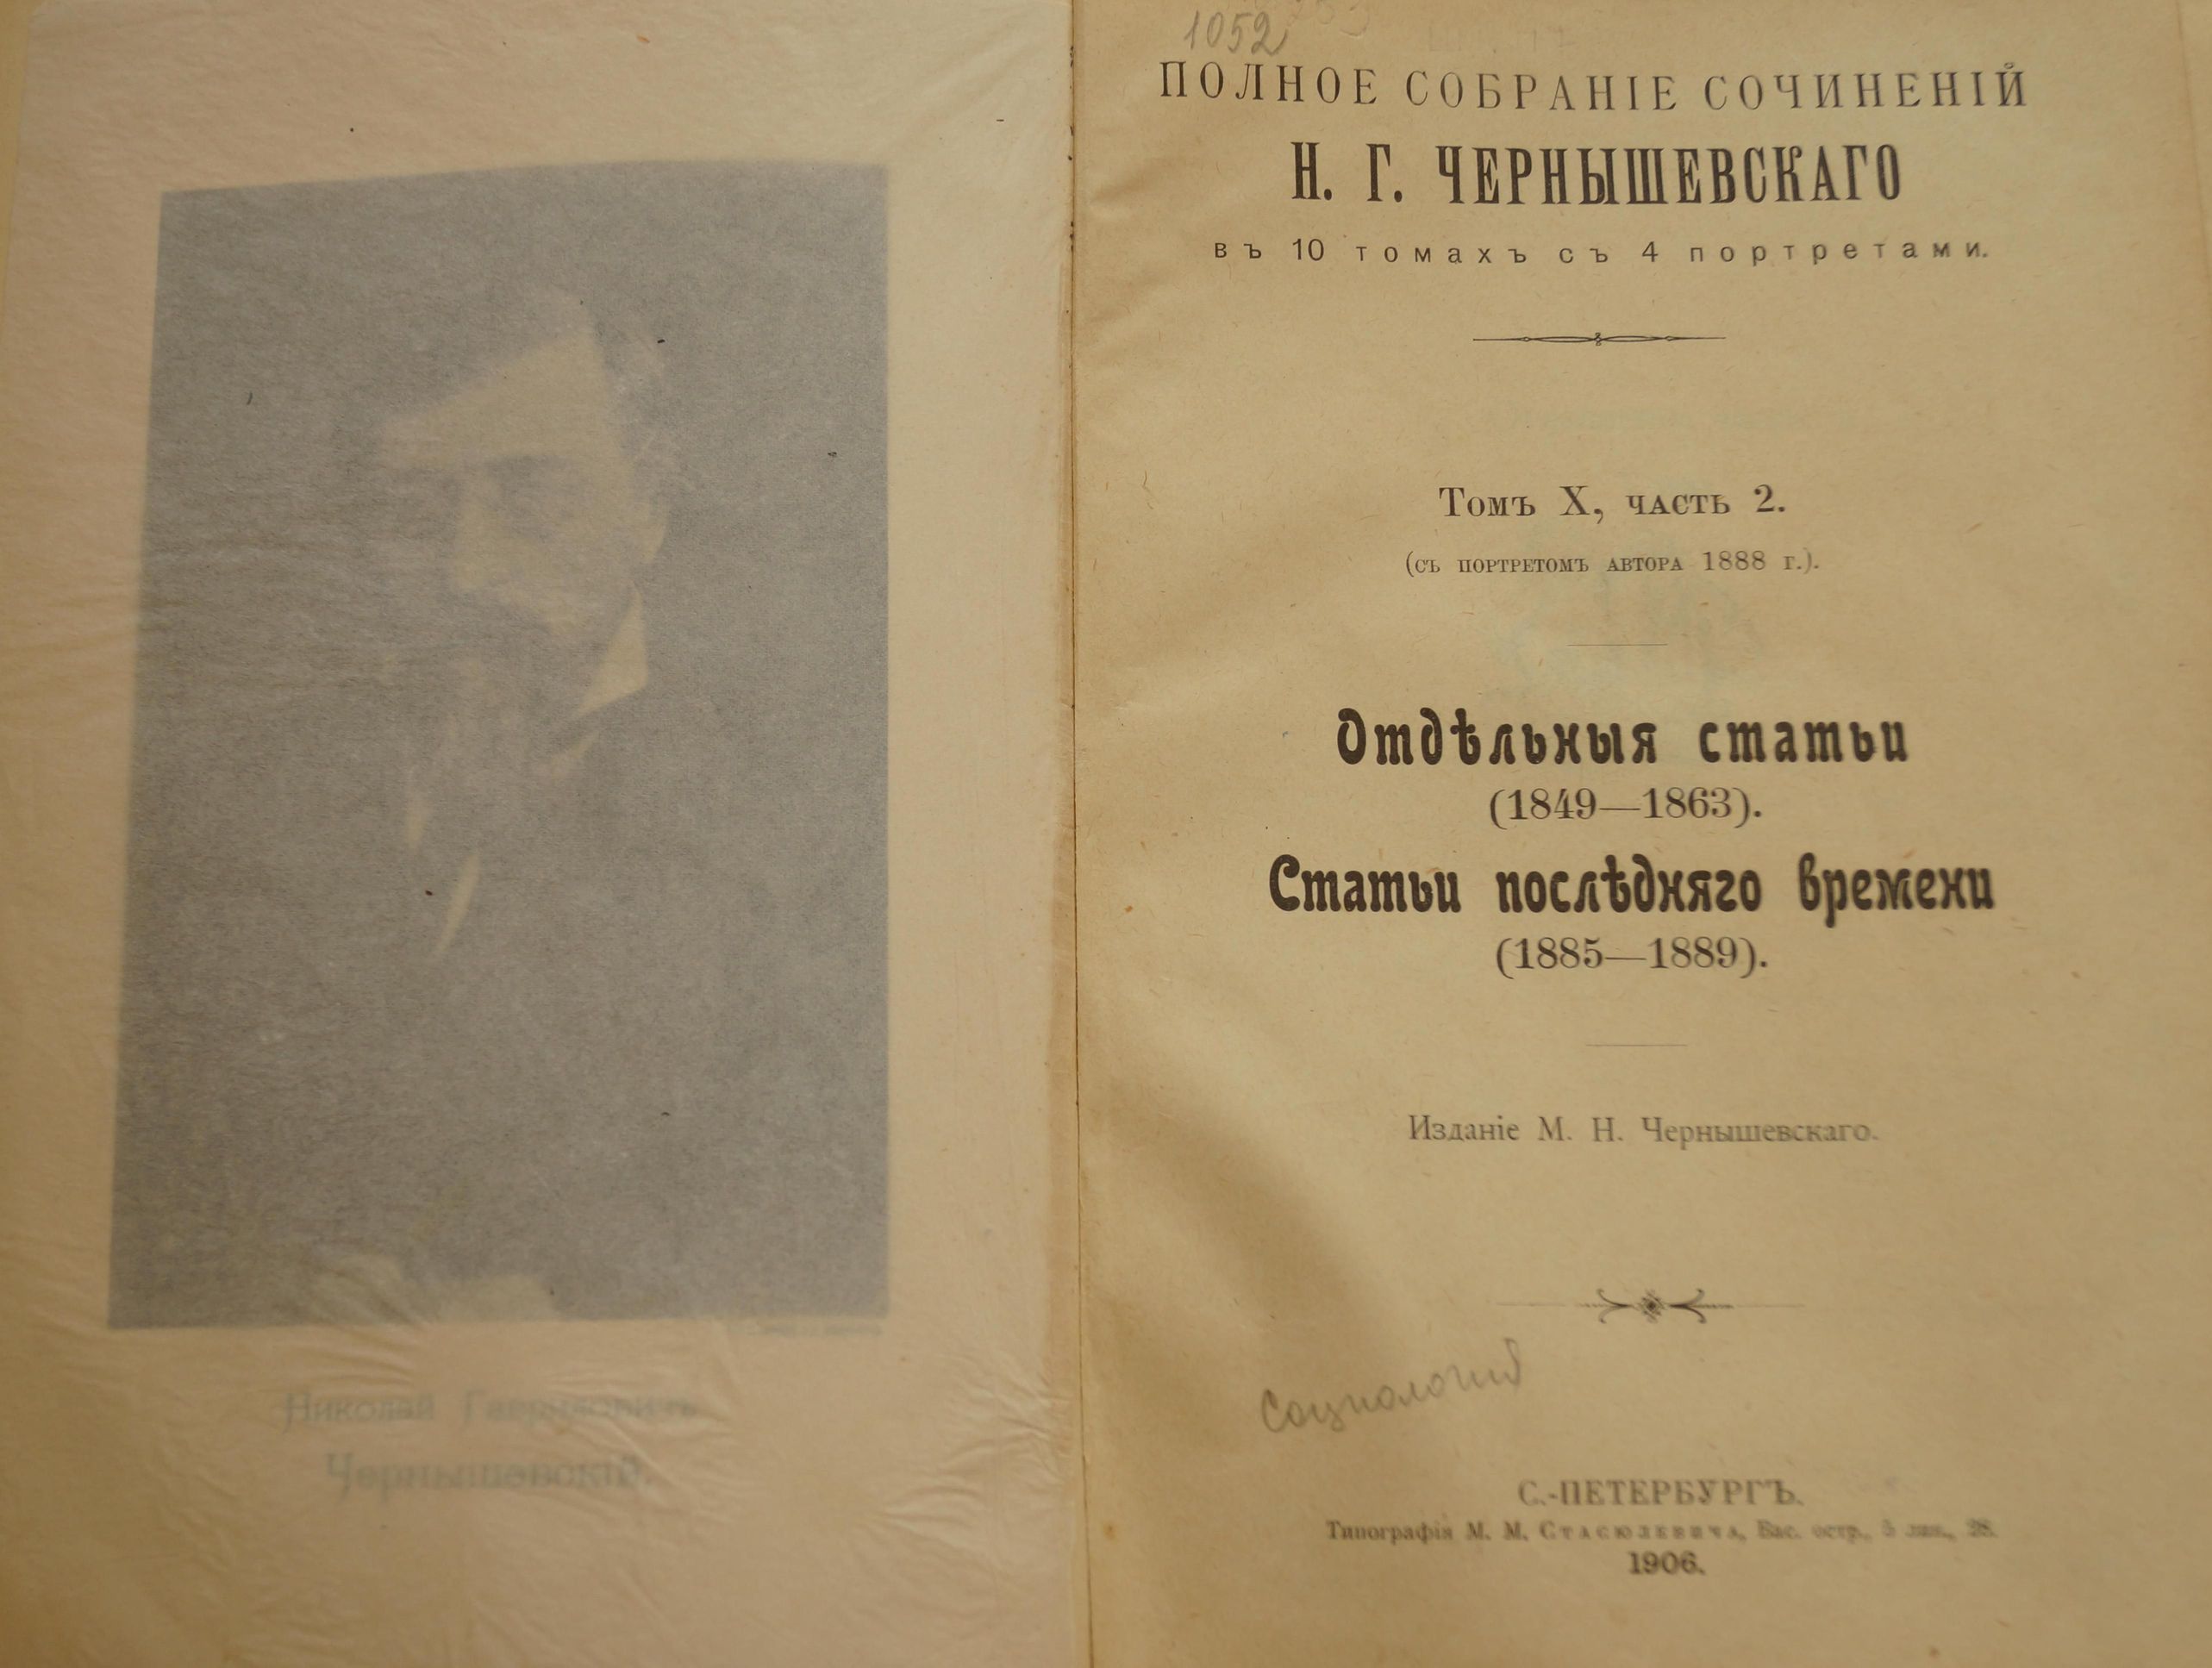 Николай Гавриловичъ
Чернышевскій.
1052
ПОЛНОЕ СОБРАНІЕ СОЧИНЕНІЙ
Н. Г. ЧЕРНЫШЕВСКАГО
въ 10 томахъ съ 4 портретами.
Томъ X, часть 2.
(съ портретомъ автора 1888 г.).
Отдѣльныя статьи
(1849—1863).
Статьи послѣдняго времени
(1885—1889).
Изданіе М. Н. Чернышевскаго.
Социология
С.-ПЕТЕРБУРГЪ.
Типографія М. М. Стасюлевича, Вас. остр., 5 лин., 28.
1906.